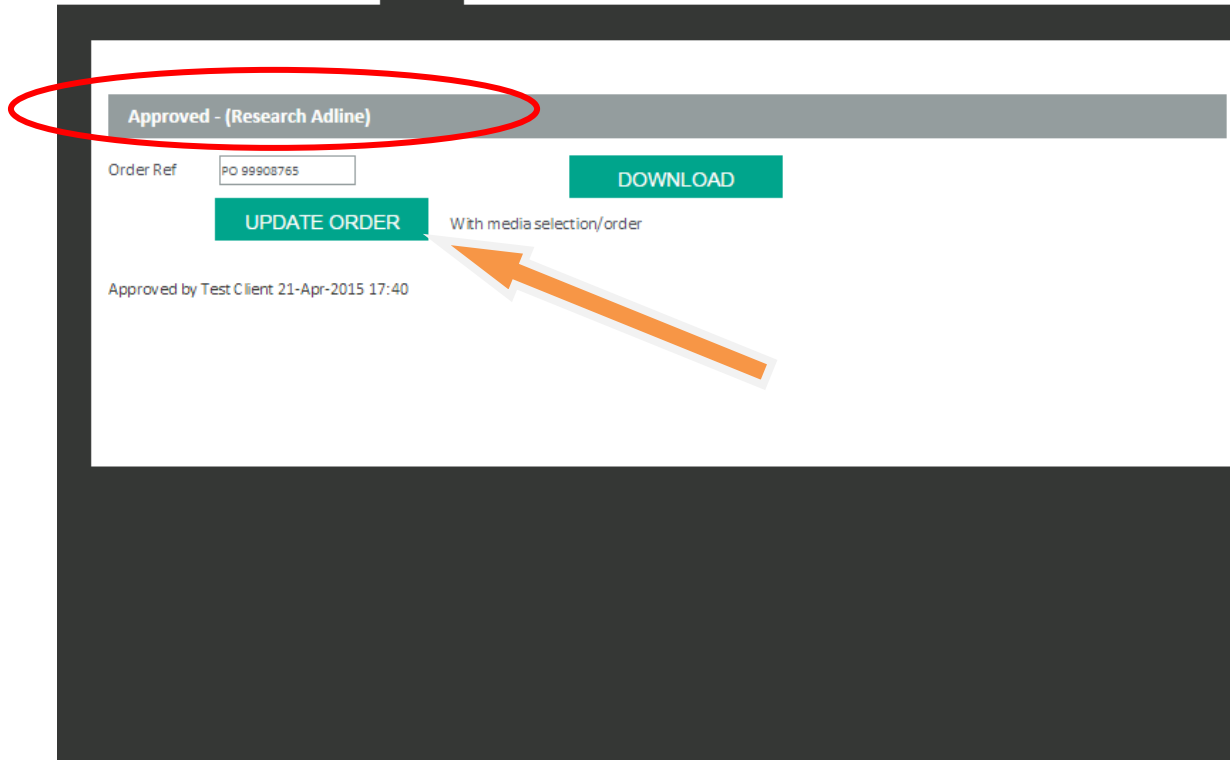 Approved - (Research Adline)
Order Ref PO 99908765 DOWNLOAD
UPDATE ORDER With media selection/order
Approved by Test Client 21-Apr-2015 17:40